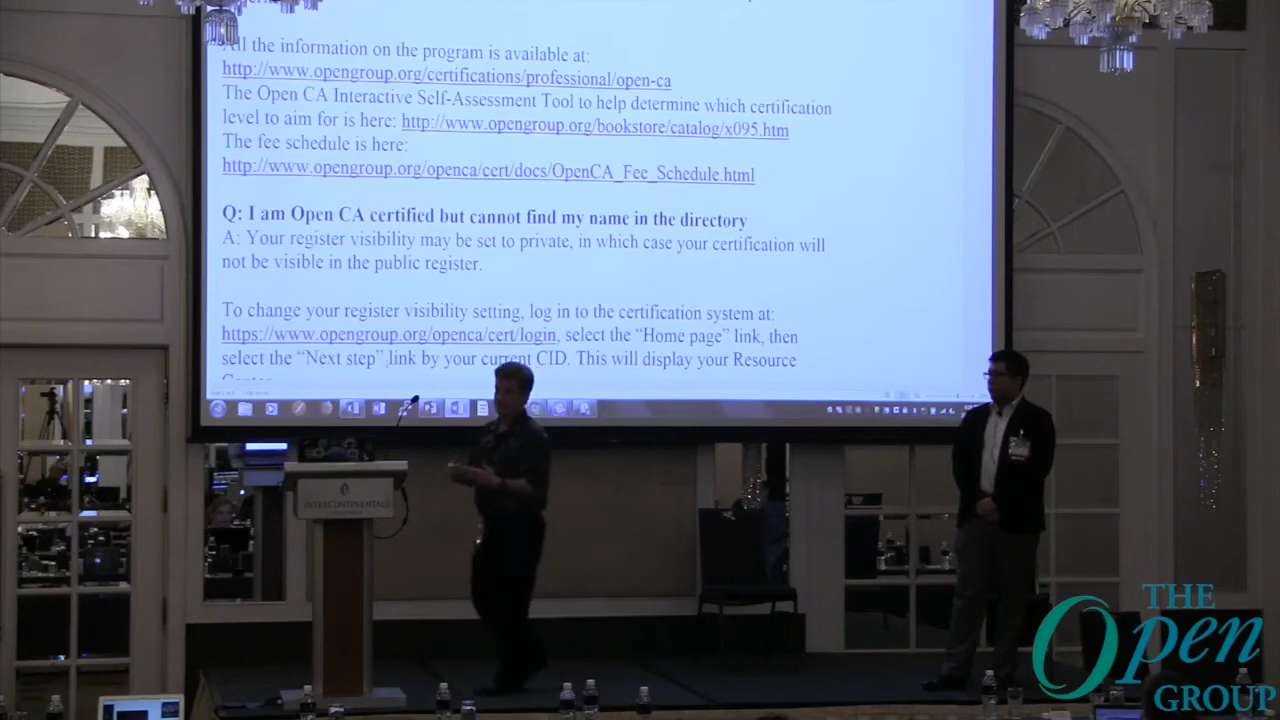 All the information on the program is available at:
http://www.opengroup.org/certifications/professional/open-ca
The Open CA Interactive Self-Assessment Tool to help determine which certification
level to aim for is here: http://www.opengroup.org/bookstore/catalog/x095.htm
The fee schedule is here:
http://www.opengroup.org/openca/cert/docs/OpenCA_Fee_Schedule.html
Q: I am Open CA certified but cannot find my name in the directory
A: Your register visibility may be set to private, in which case your certification will
not be visible in the public register.
To change your register visibility setting, log in to the certification system at:
https://www.opengroup.org/openca/cert/login, select the “Home page” link, then
select the “Next step” link by your current CID. This will display your Resource
INTERCONTINENTAL
THE
Open
GROUP